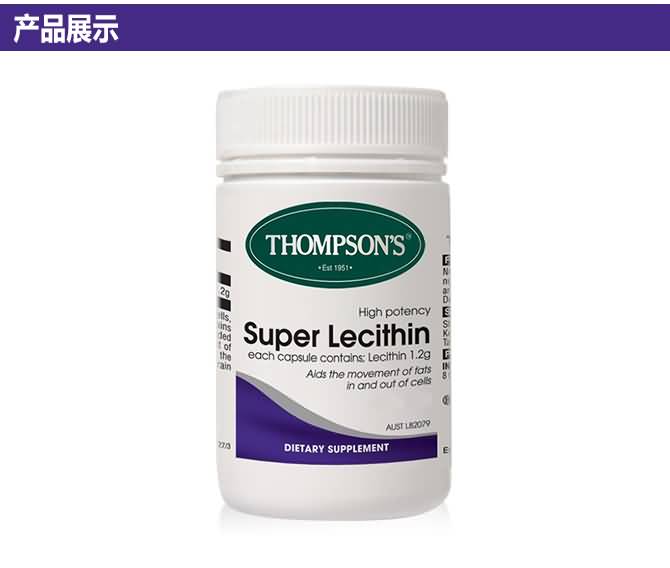 产品展示
THOMPSON'S
• Est 1951 •
High potency
Super Lecithin
each capsule contains: Lecithin 1.2g
Aids the movement of fats
in and out of cells
AUST L82079
DIETARY SUPPLEMENT